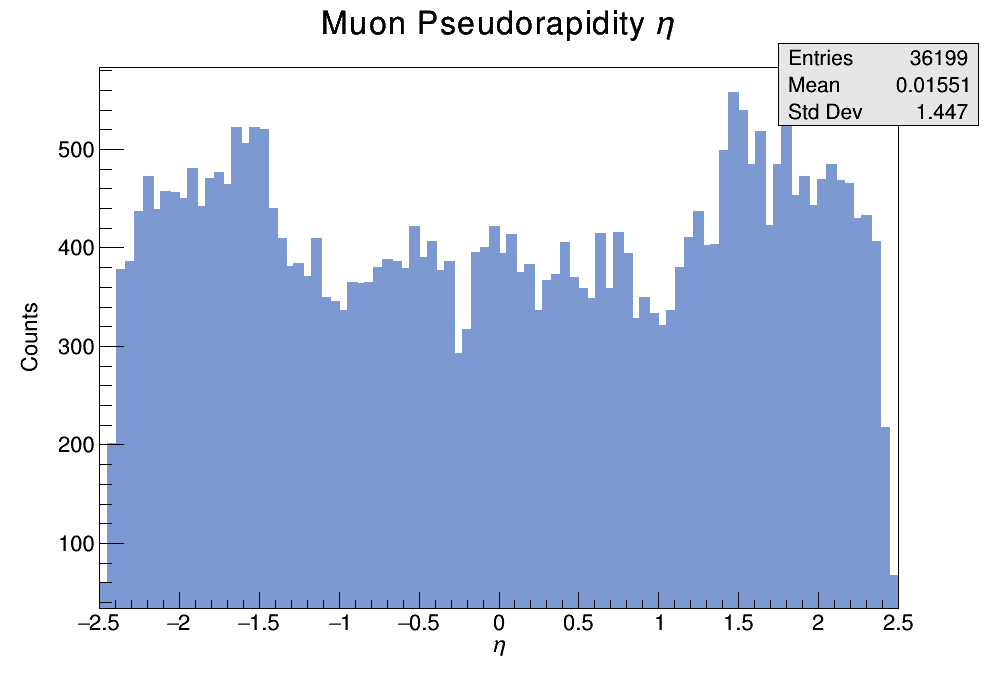 Muon Pseudorapidity η
Entries 36199
Mean 0.01551
Std Dev 1.447
500
400
300
200
100
Counts
−2.5 −2 −1.5 −1 −0.5 0 0.5 1 1.5 2 2.5
η